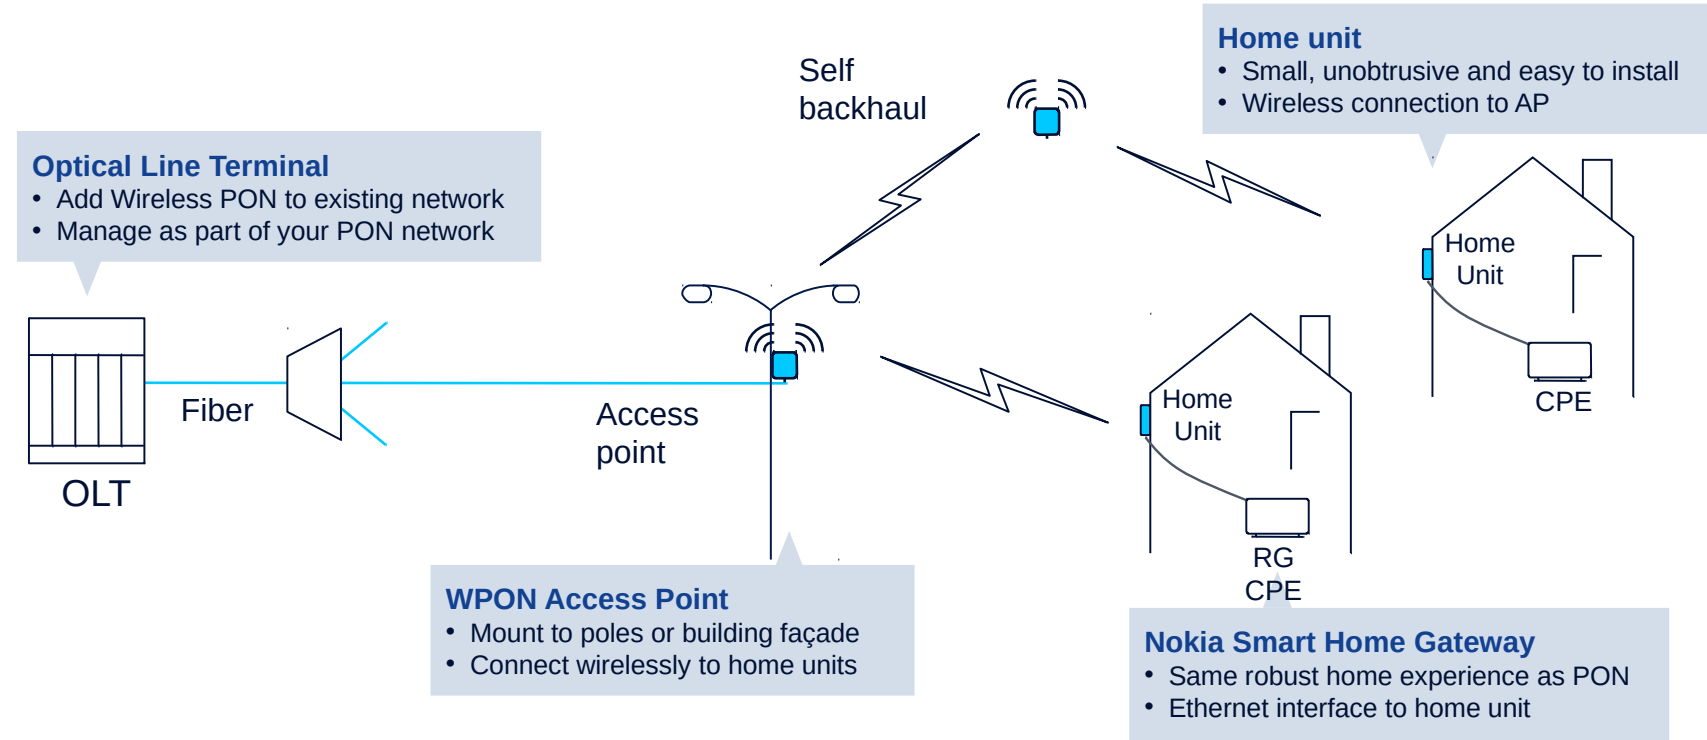 Self
backhaul
Home unit
• Small, unobtrusive and easy to install
• Wireless connection to AP
Optical Line Terminal
• Add Wireless PON to existing network
• Manage as part of your PON network
Home
Unit
CPE
Fiber
OLT
Access
point
Home
Unit
RG
CPE
WPON Access Point
• Mount to poles or building façade
• Connect wirelessly to home units
Nokia Smart Home Gateway
• Same robust home experience as PON
• Ethernet interface to home unit